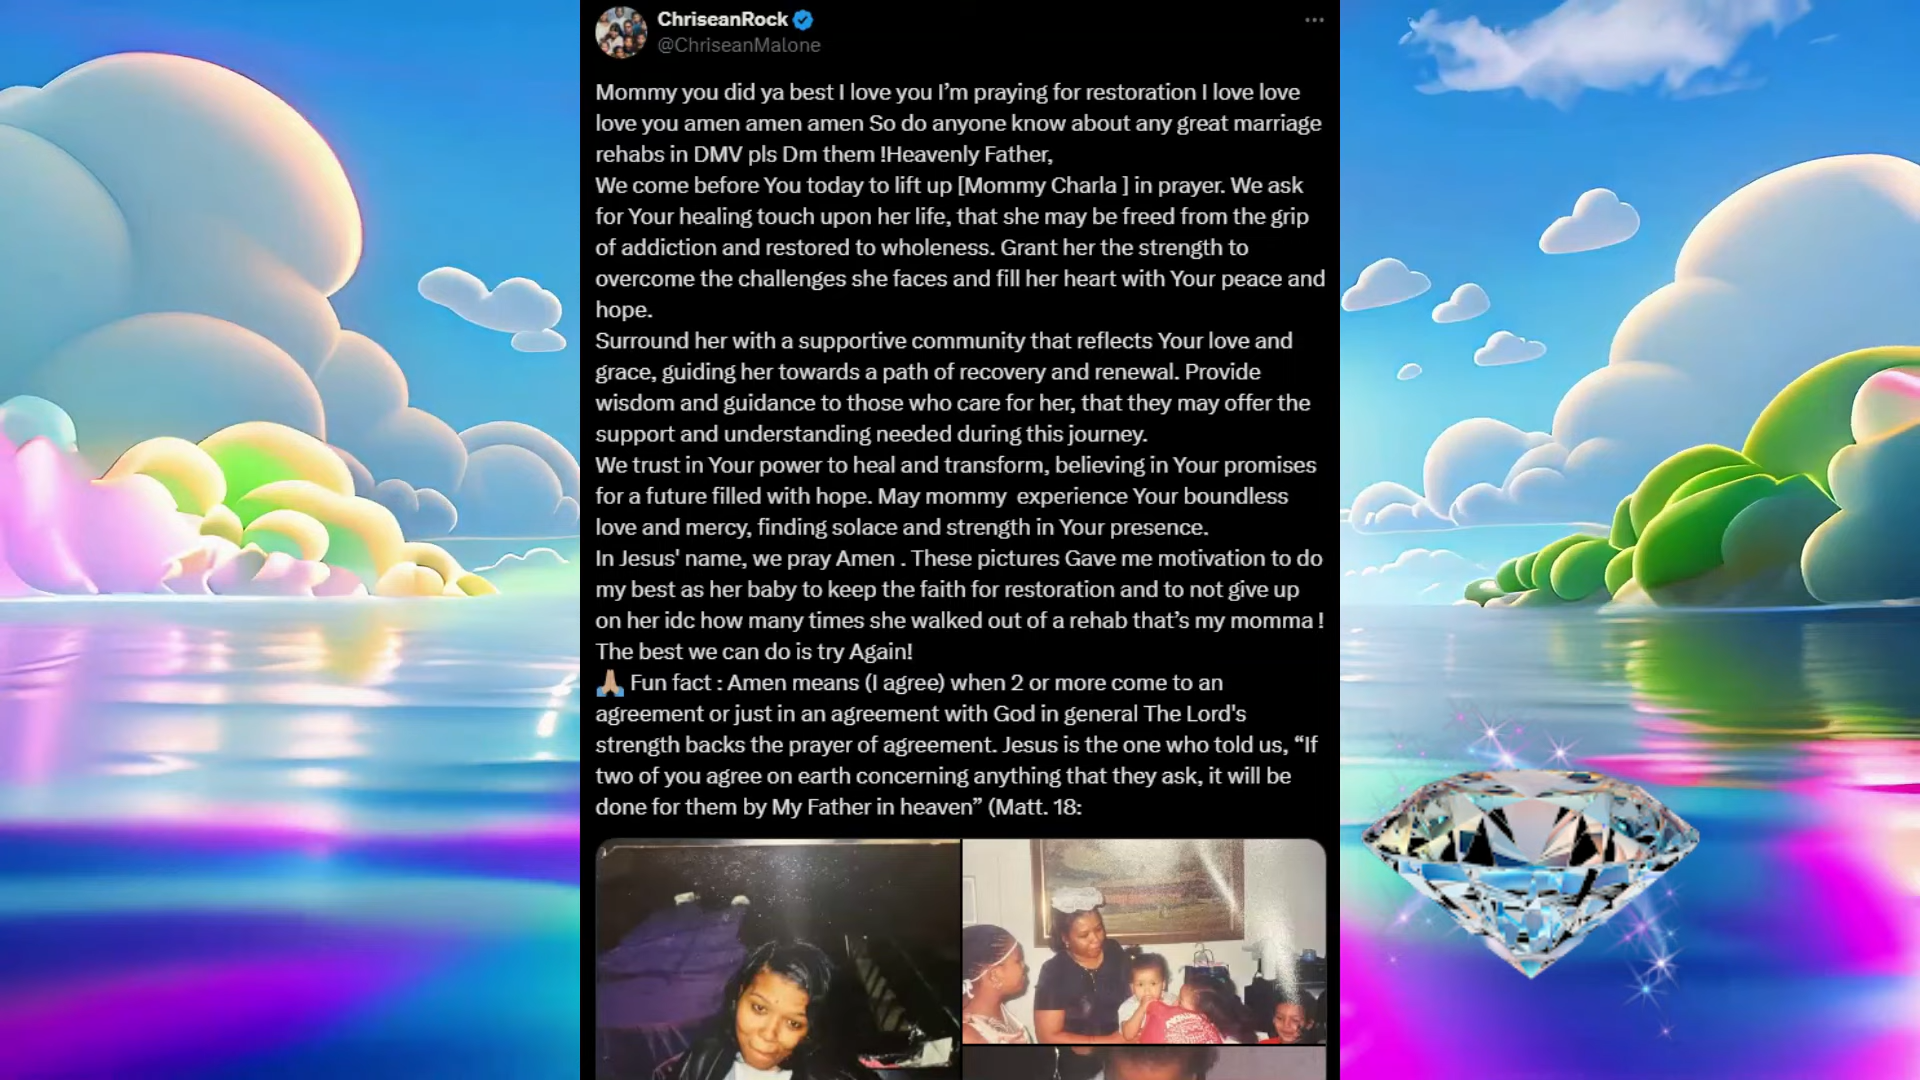 ChriseanRock
@ChriseanMalone
Mommy you did ya best I love you I’m praying for restoration I love love
love you amen amen amen So do anyone know about any great marriage
rehabs in DMV pls Dm them !Heavenly Father,
We come before You today to lift up [Mommy Charla ] in prayer. We ask
for Your healing touch upon her life, that she may be freed from the grip
of addiction and restored to wholeness. Grant her the strength to
overcome the challenges she faces and fill her heart with Your peace and
hope.
Surround her with a supportive community that reflects Your love and
grace, guiding her towards a path of recovery and renewal. Provide
wisdom and guidance to those who care for her, that they may offer the
support and understanding needed during this journey.
We trust in Your power to heal and transform, believing in Your promises
for a future filled with hope. May mommy  experience Your boundless
love and mercy, finding solace and strength in Your presence.
In Jesus' name, we pray Amen . These pictures Gave me motivation to do
my best as her baby to keep the faith for restoration and to not give up
on her idc how many times she walked out of a rehab that’s my momma !
The best we can do is try Again!
🙏🏼 Fun fact : Amen means (I agree) when 2 or more come to an
agreement or just in an agreement with God in general The Lord's
strength backs the prayer of agreement. Jesus is the one who told us, “If
two of you agree on earth concerning anything that they ask, it will be
done for them by My Father in heaven” (Matt. 18: